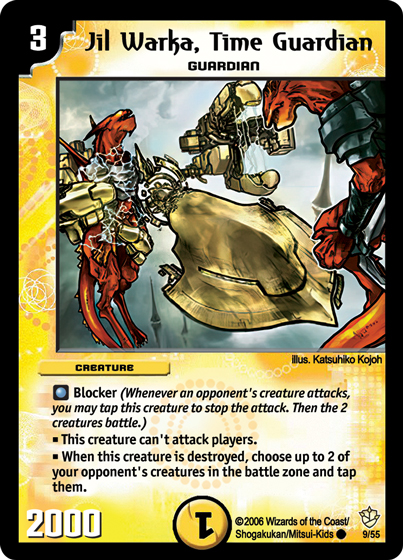 3
Jil Warka, Time Guardian
GUARDIAN
illus. Katsuhiko Kojoh
CREATURE
Blocker (Whenever an opponent's creature attacks,
you may tap this creature to stop the attack. Then the 2
creatures battle.)
▪ This creature can't attack players.
▪ When this creature is destroyed, choose up to 2 of
your opponent's creatures in the battle zone and tap
them.
2000
1
©2006 Wizards of the Coast/
Shogakukan/Mitsui-Kids ● 9/55